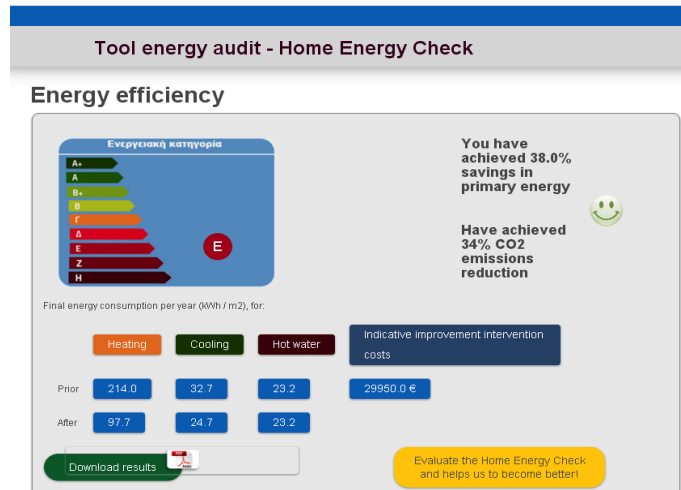 Tool energy audit - Home Energy Check
Energy efficiency
Ενεργειακή κατηγορία
A+
A
B+
B
Γ
Δ
E
Z
H
E
You have
achieved 38.0%
savings in
primary energy
Have achieved
34% CO2
emissions
reduction
Final energy consumption per year (kWh / m2), for:
Heating Cooling Hot water Indicative improvement intervention
costs
Prior 214.0 32.7 23.2 29950.0 €
After 97.7 24.7 23.2
Download results
Evaluate the Home Energy Check
and helps us to become better!